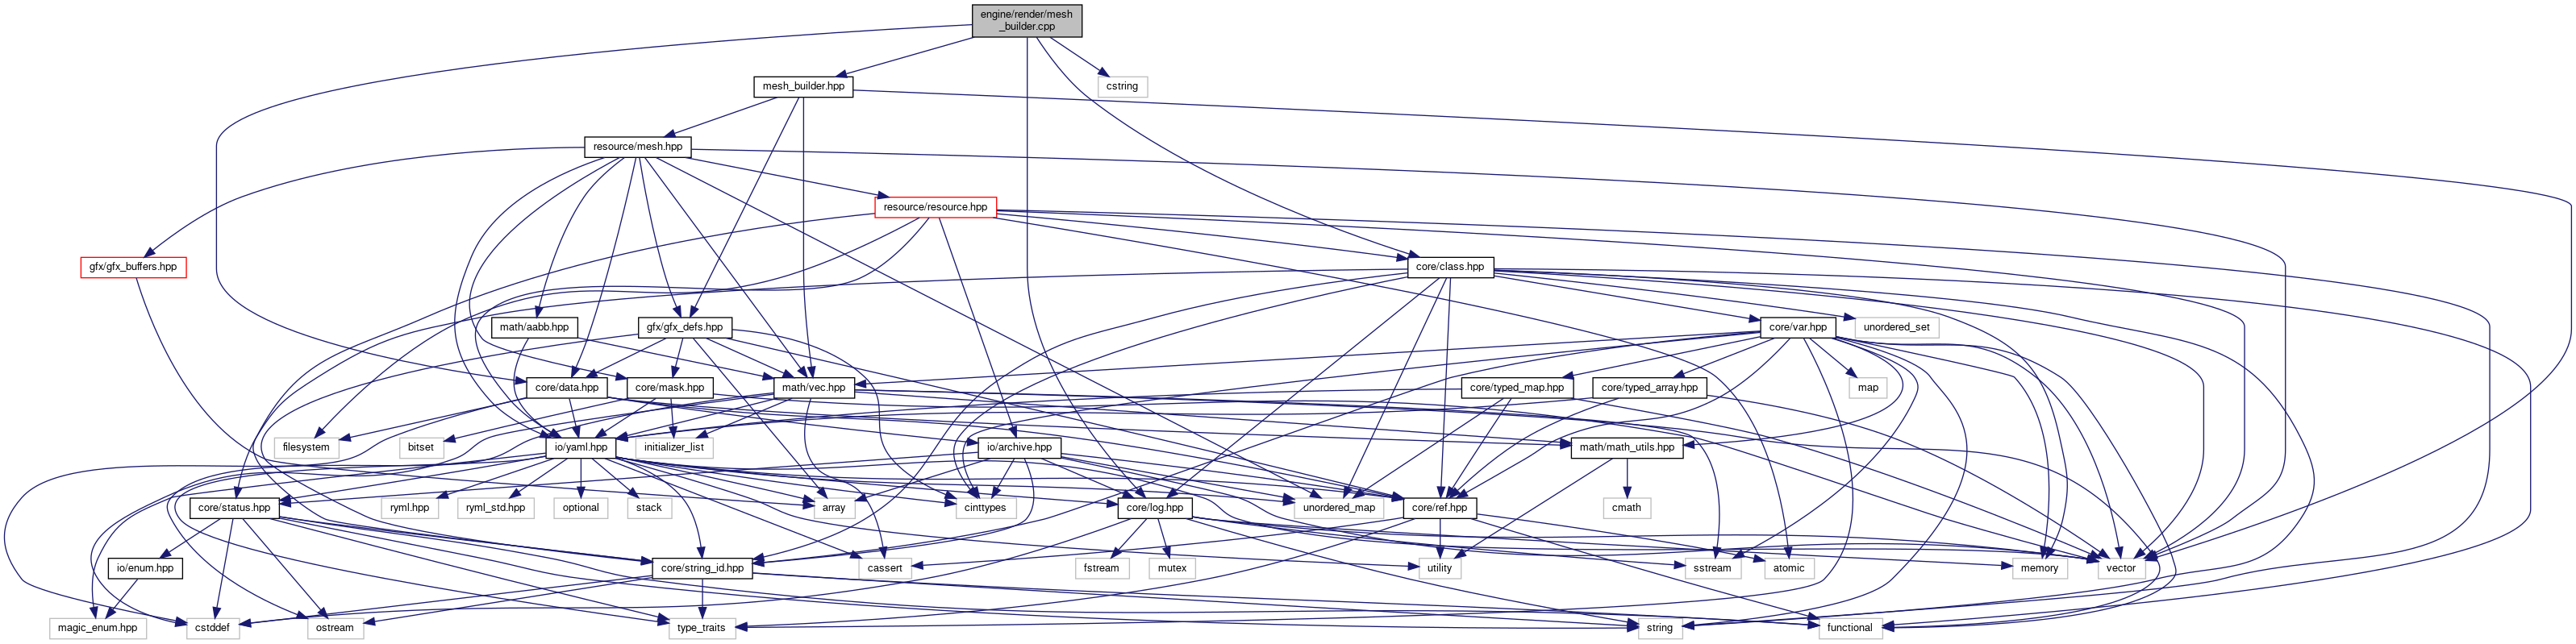 engine/render/mesh
_builder.cpp
mesh_builder.hpp
cstring
resource/mesh.hpp
resource/resource.hpp
gfx/gfx_buffers.hpp
core/class.hpp
math/aabb.hpp
gfx/gfx_defs.hpp
core/var.hpp
unordered_set
core/data.hpp
core/mask.hpp
math/vec.hpp
core/typed_map.hpp
core/typed_array.hpp
map
filesystem
bitset
io/yaml.hpp
initializer_list
io/archive.hpp
math/math_utils.hpp
core/status.hpp
ryml.hpp
ryml_std.hpp
optional
stack
array
cinttypes
core/log.hpp
unordered_map
core/ref.hpp
cmath
io/enum.hpp
core/string_id.hpp
cassert
fstream
mutex
utility
sstream
atomic
memory
vector
magic_enum.hpp
cstddef
ostream
type_traits
string
functional